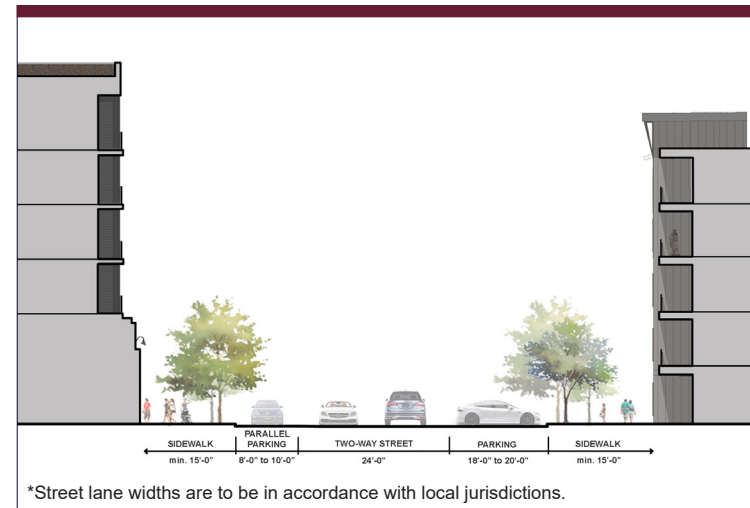 SIDEWALK
min. 15'-0"
PARALLEL
PARKING
8'-0" to 10'-0"
TWO-WAY STREET
24'-0"
PARKING
18'-0" to 20'-0"
SIDEWALK
min. 15'-0"
*Street lane widths are to be in accordance with local jurisdictions.